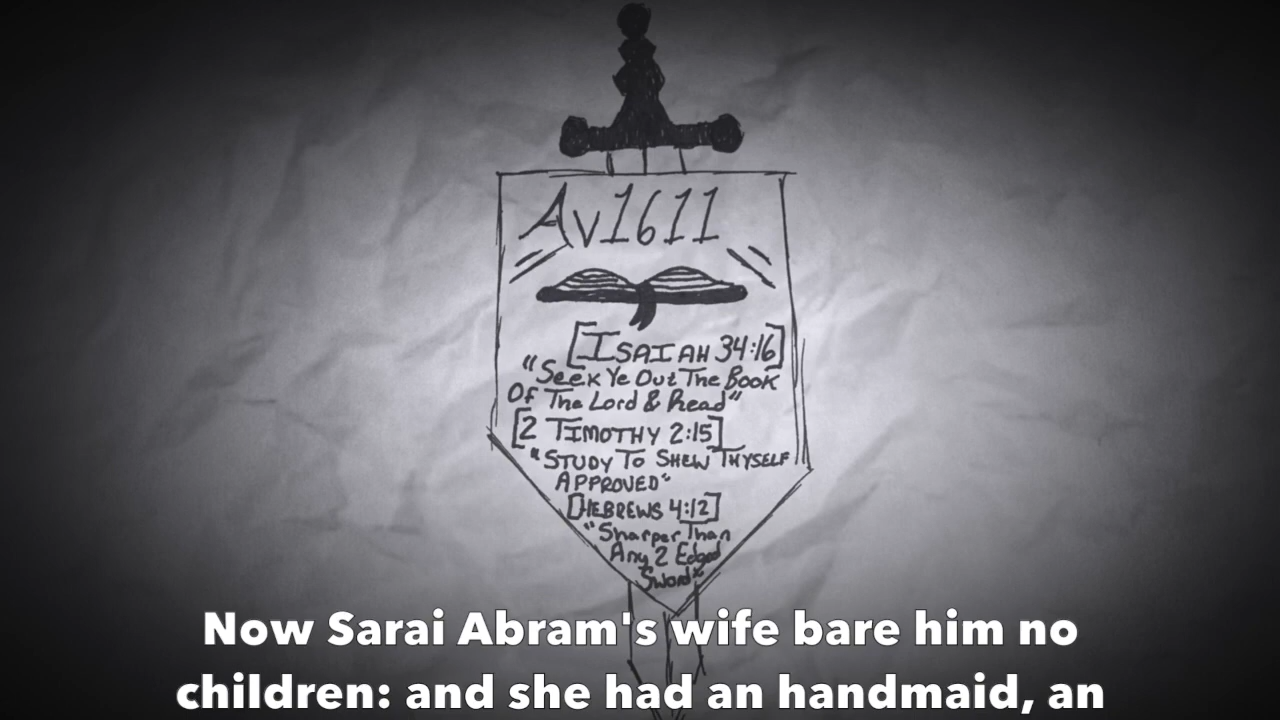 Av1611
[ISAIAH 34:16]
"Seek Ye Out The Book
Of The Lord & Read"
[2 TIMOTHY 2:15]
"STUDY TO SHEW THYSELF
APPROVED"
[HEBREWS 4:12]
"Sharper Than
Any 2 Edged
Sword"
Now Sarai Abram's wife bare him no
children: and she had an handmaid, an